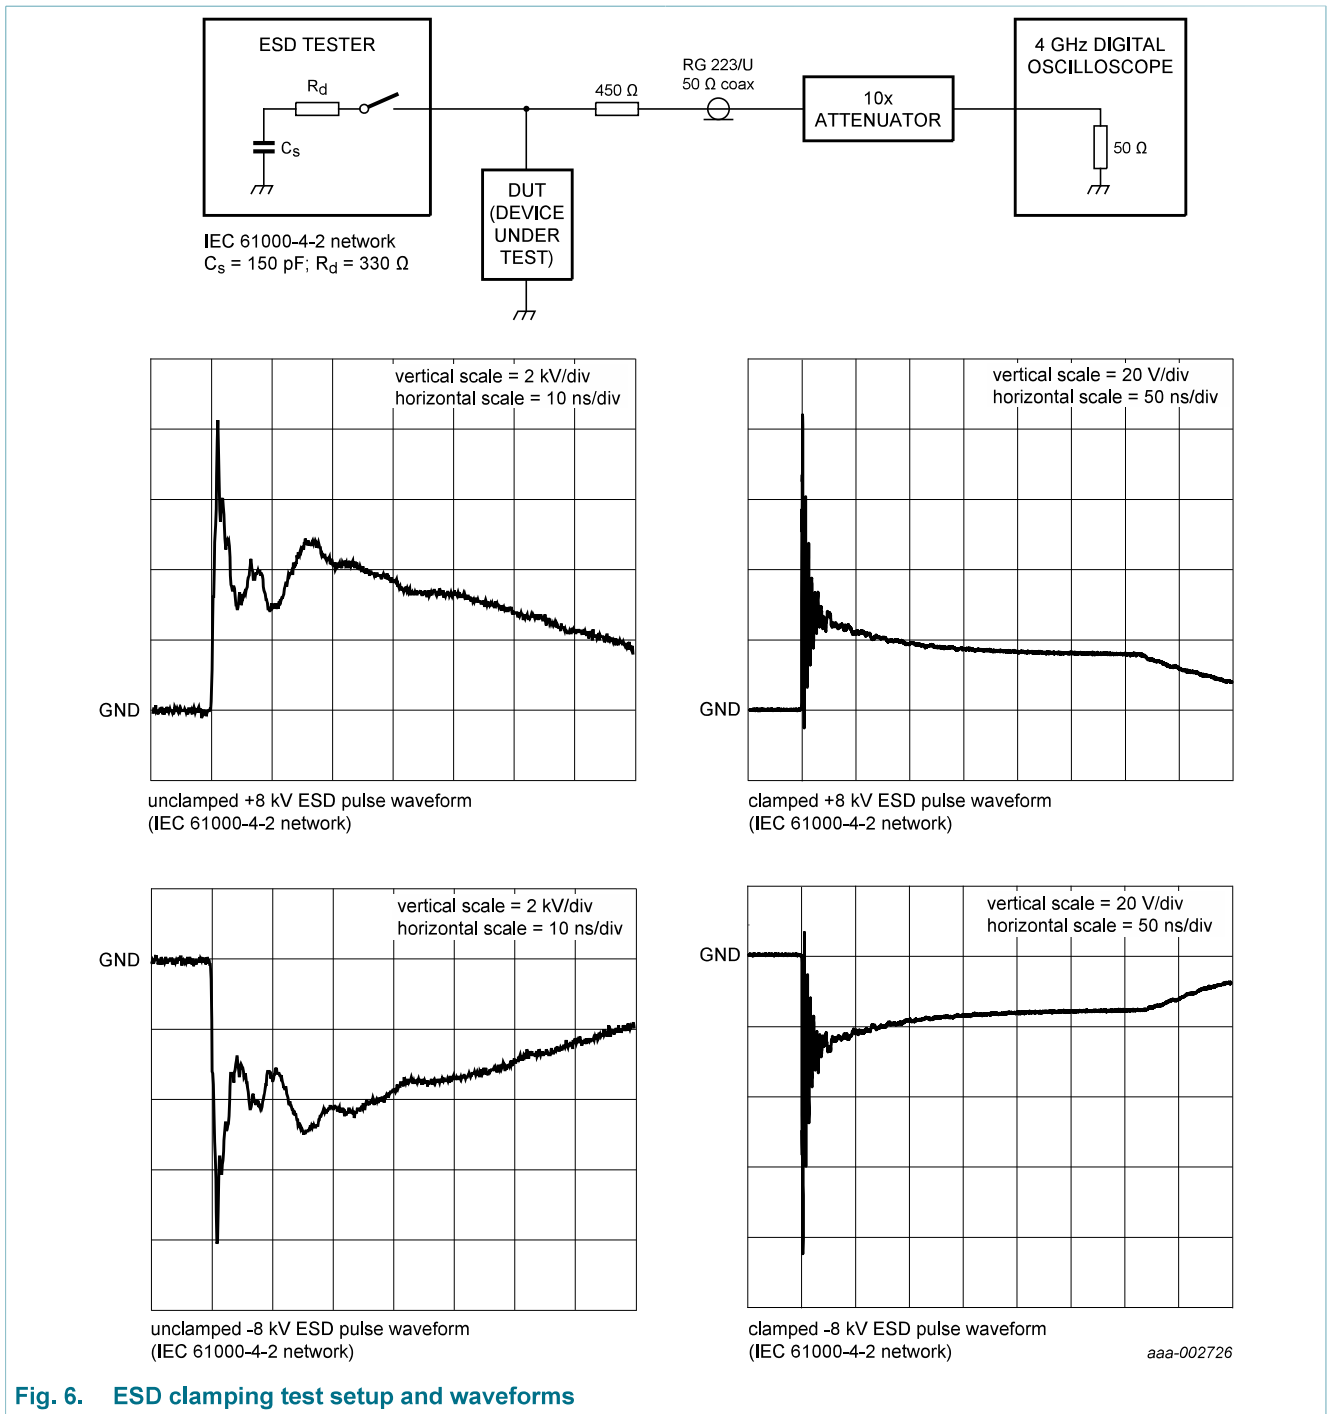 ESD TESTER
Rd
Cs
IEC 61000-4-2 network
Cs = 150 pF; Rd = 330 Ω
DUT
(DEVICE
UNDER
TEST)
450 Ω
RG 223/U
50 Ω coax
10x
ATTENUATOR
4 GHz DIGITAL
OSCILLOSCOPE
50 Ω
vertical scale = 2 kV/div
horizontal scale = 10 ns/div
GND
unclamped +8 kV ESD pulse waveform
(IEC 61000-4-2 network)
vertical scale = 20 V/div
horizontal scale = 50 ns/div
GND
clamped +8 kV ESD pulse waveform
(IEC 61000-4-2 network)
vertical scale = 2 kV/div
horizontal scale = 10 ns/div
GND
unclamped -8 kV ESD pulse waveform
(IEC 61000-4-2 network)
vertical scale = 20 V/div
horizontal scale = 50 ns/div
GND
clamped -8 kV ESD pulse waveform
(IEC 61000-4-2 network)
aaa-002726
Fig. 6. ESD clamping test setup and waveforms